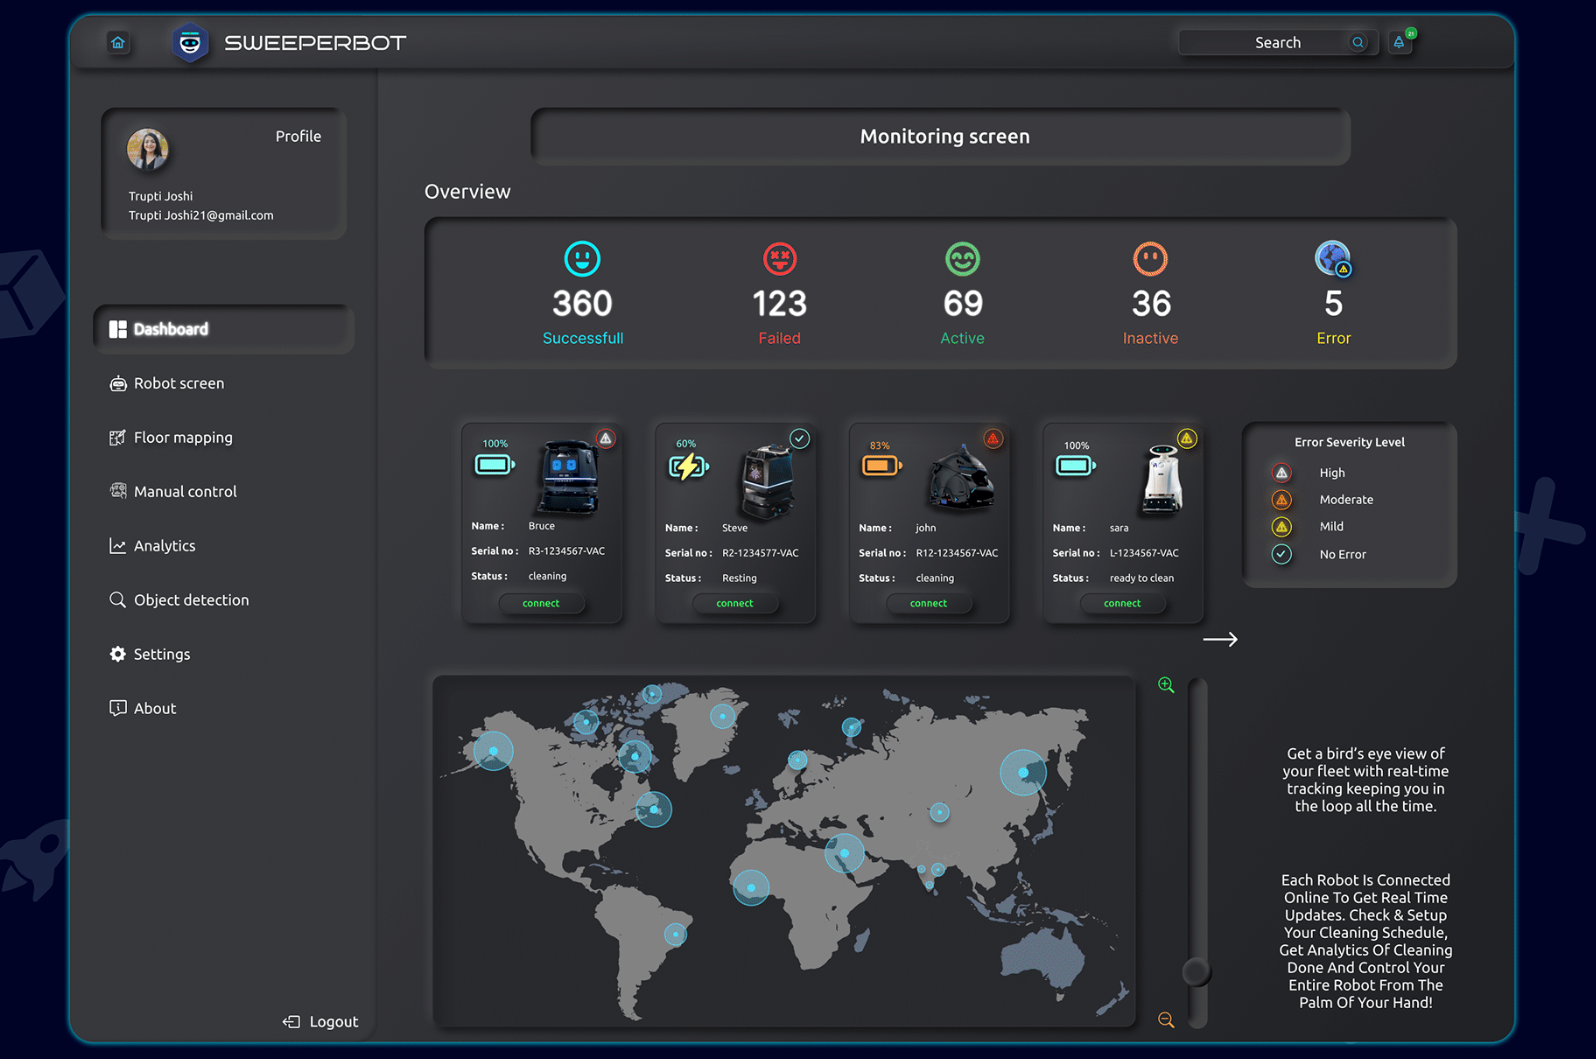 SWEEPERBOT
Search
21
Profile
Trupti Joshi
Trupti Joshi21@gmail.com
Dashboard
Robot screen
Floor mapping
Manual control
Analytics
Object detection
Settings
About
Logout
Monitoring screen
Overview
360
Successfull
123
Failed
69
Active
36
Inactive
5
Error
100%
Name : Bruce
Serial no : R3-1234567-VAC
Status : cleaning
connect
60%
Name : Steve
Serial no : R2-1234577-VAC
Status : Resting
connect
83%
Name : john
Serial no : R12-1234567-VAC
Status : cleaning
connect
100%
Name : sara
Serial no : L-1234567-VAC
Status : ready to clean
connect
Error Severity Level
High
Moderate
Mild
No Error
Get a bird's eye view of
your fleet with real-time
tracking keeping you in
the loop all the time.
Each Robot Is Connected
Online To Get Real Time
Updates. Check & Setup
Your Cleaning Schedule,
Get Analytics Of Cleaning
Done And Control Your
Entire Robot From The
Palm Of Your Hand!